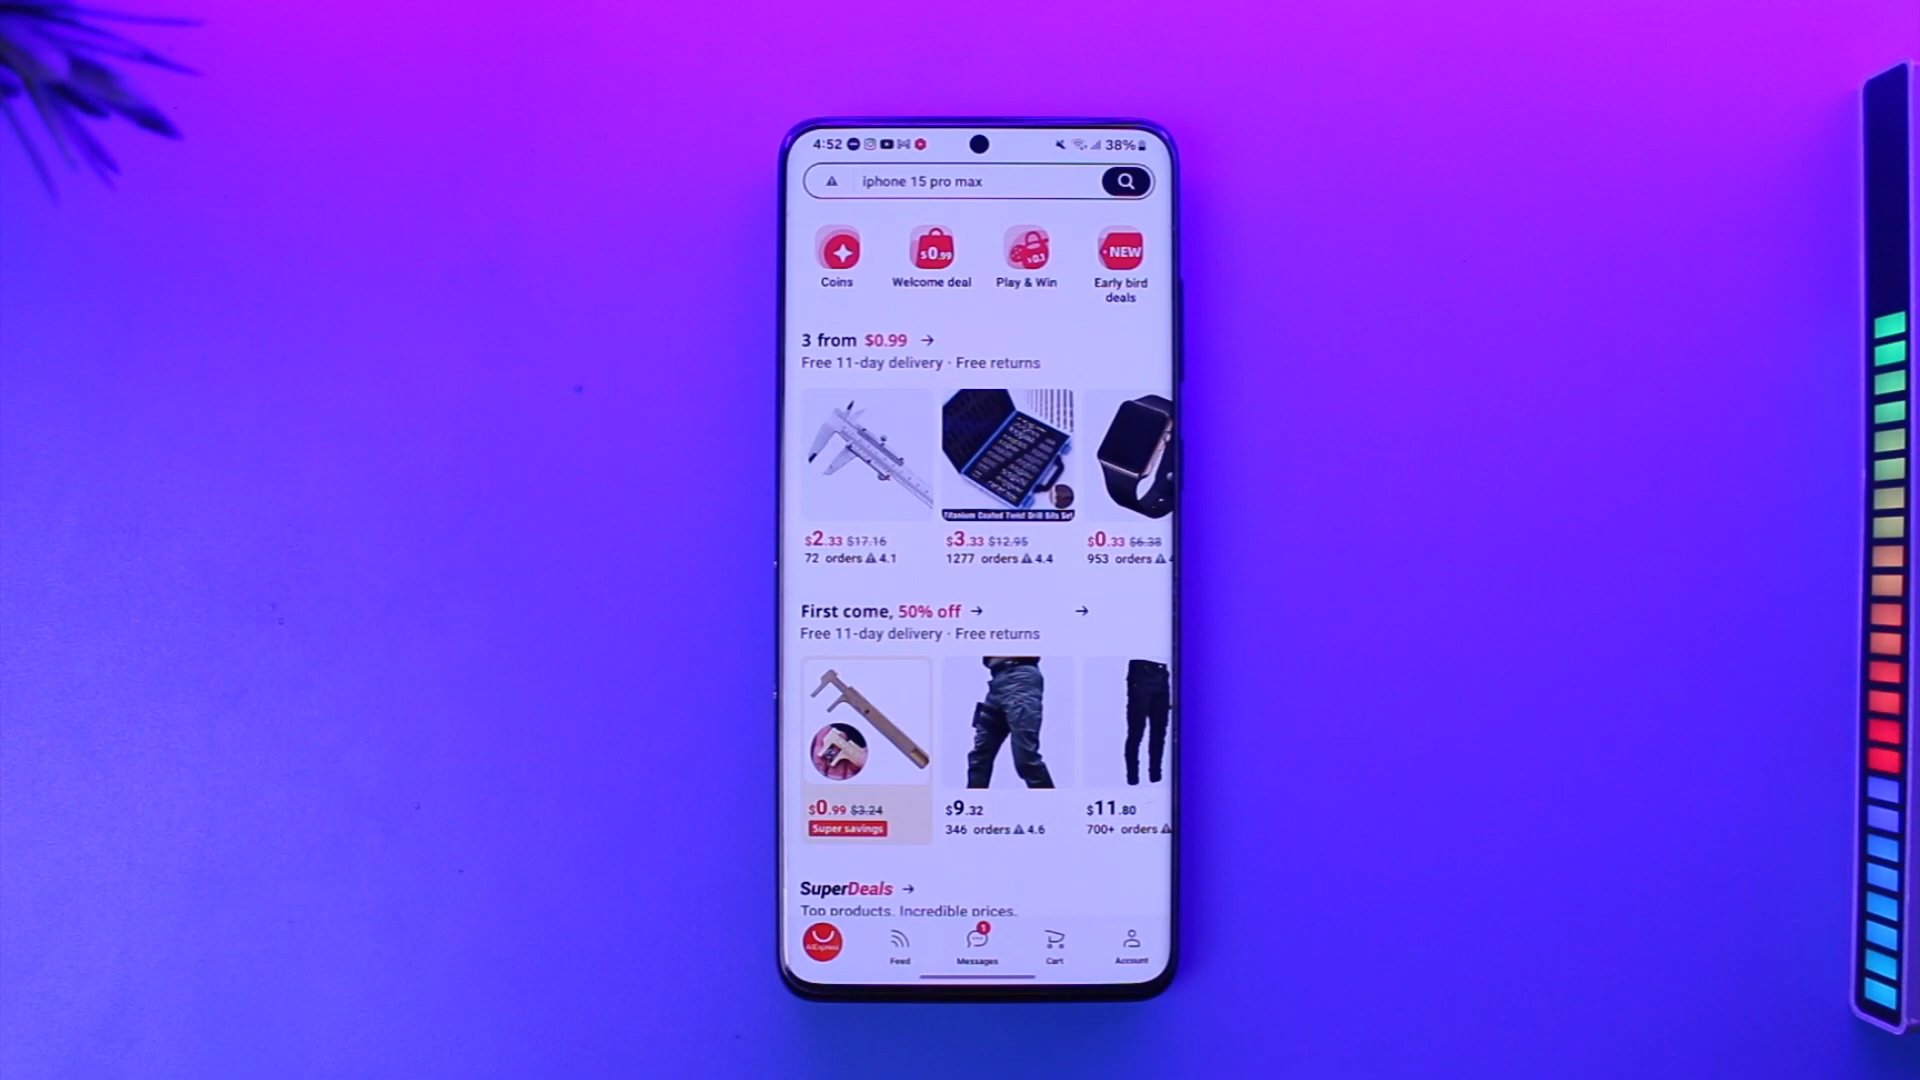 4:52 38%
iphone 15 pro max
$0.99
x0.1
NEW
Coins Welcome deal Play & Win Early bird
deals
3 from $0.99 →
Free 11-day delivery · Free returns
Titanium Coated Twist Drill Bits Set
$2.33 $17.16 $3.33 $12.95 $0.33 $6.38
72 orders 4.1 1277 orders 4.4 953 orders
First come, 50% off → →
Free 11-day delivery · Free returns
$0.99 $3.24 $9.32 $11.80
Super savings 346 orders 4.6 700+ orders
SuperDeals →
Top products. Incredible prices.
1
AliExpress
Feed Messages Cart Account